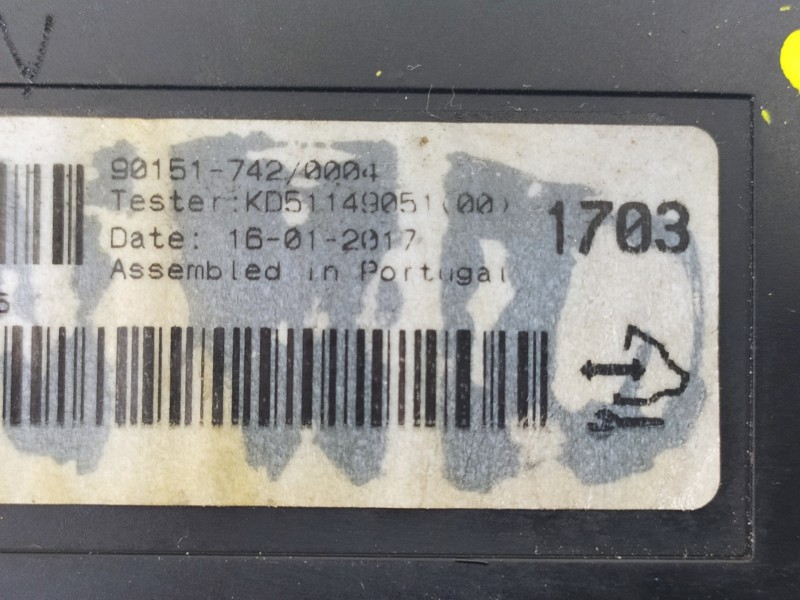 90151-742/0004
Tester:KD51149051(00)
Date: 16-01-2017
Assembled in Portugal
1703